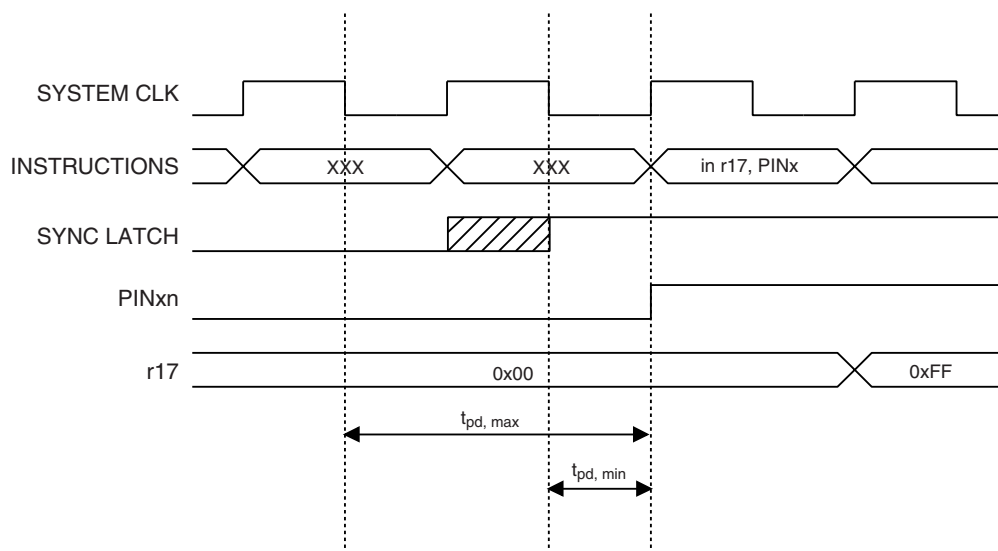 SYSTEM CLK
INSTRUCTIONS XXX XXX in r17, PINx
SYNC LATCH
PINxn
r17 0x00 0xFF
tpd, max
tpd, min